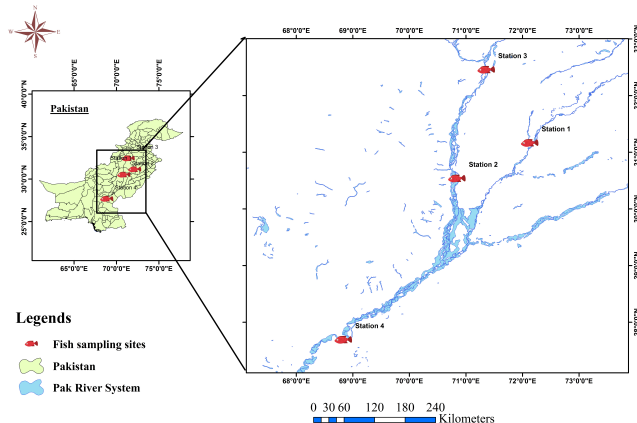 N
W E
S
65°0'0"E 70°0'0"E 75°0'0"E
40°0'0"N
35°0'0"N
30°0'0"N
25°0'0"N
Pakistan
Station 3
65°0'0"E 70°0'0"E 75°0'0"E
68°0'0"E 69°0'0"E 70°0'0"E 71°0'0"E 72°0'0"E 73°0'0"E
Station 3
Station 1
Station 2
Station 4
68°0'0"E 69°0'0"E 70°0'0"E 71°0'0"E 72°0'0"E 73°0'0"E
Legends
Fish sampling sites
Pakistan
Pak River System
0 30 60 120 180 240
Kilometers